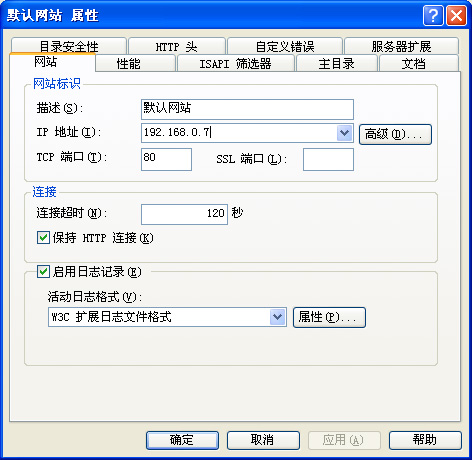 默认网站 属性
目录安全性 HTTP 头 自定义错误 服务器扩展
网站 性能 ISAPI 筛选器 主目录 文档
网站标识
描述(S): 默认网站
IP 地址(I): 192.168.0.7 高级(D)...
TCP 端口(T): 80 SSL 端口(L):
连接
连接超时(N): 120 秒
保持 HTTP 连接(K)
启用日志记录(E)
活动日志格式(V):
W3C 扩展日志文件格式 属性(P)...
确定 取消 应用(A) 帮助